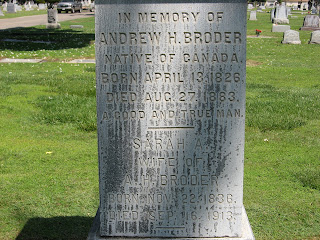 IN MEMORY OF
ANDREW H. BRODER
NATIVE OF CANADA.
BORN APRIL 13, 1826.
DIED AUG. 27, 1883.
A GOOD AND TRUE MAN.
SARAH A.
WIFE OF
A. H. BRODER
BORN NOV. 22, 1836.
DIED SEP. 16, 1913.